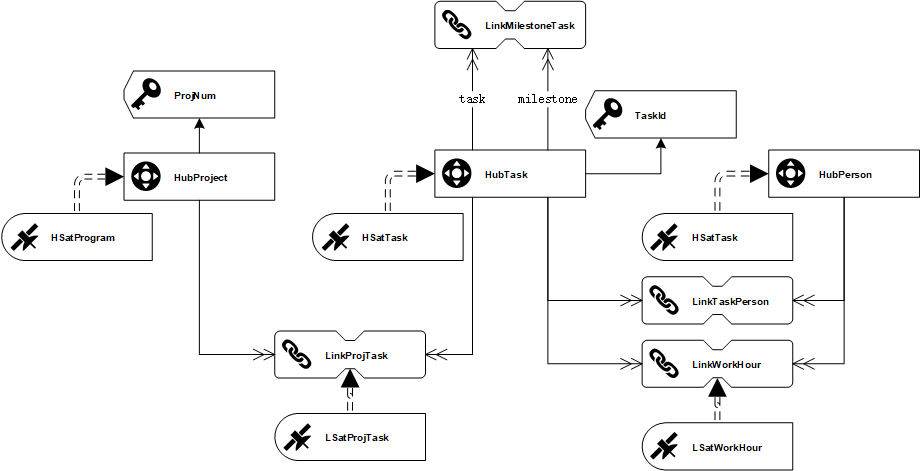 LinkMilestoneTask
task
milestone
ProjNum
TaskId
HubProject
HubTask
HubPerson
HSatProgram
HSatTask
HSatTask
LinkTaskPerson
LinkProjTask
LinkWorkHour
LSatProjTask
LSatWorkHour